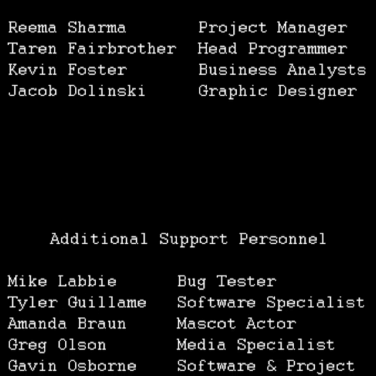 Reema Sharma Project Manager
Taren Fairbrother Head Programmer
Kevin Foster Business Analysts
Jacob Dolinski Graphic Designer
Additional Support Personnel
Mike Labbie Bug Tester
Tyler Guillame Software Specialist
Amanda Braun Mascot Actor
Greg Olson Media Specialist
Gavin Osborne Software & Project